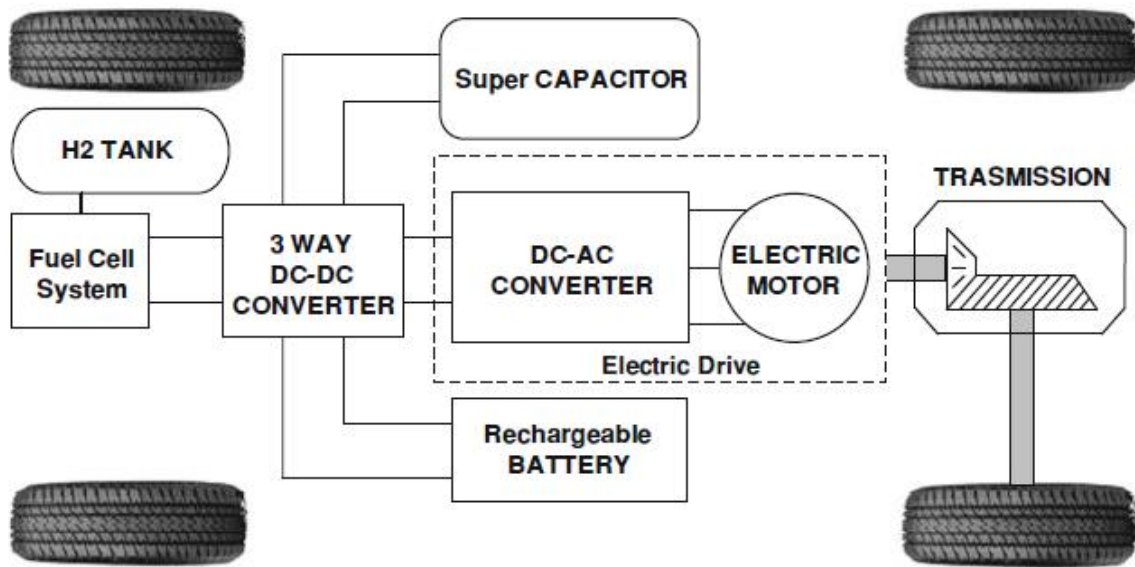 Super CAPACITOR
H2 TANK
TRASMISSION
Fuel Cell
System
3 WAY
DC-DC
CONVERTER
DC-AC
CONVERTER
ELECTRIC
MOTOR
Electric Drive
Rechargeable
BATTERY